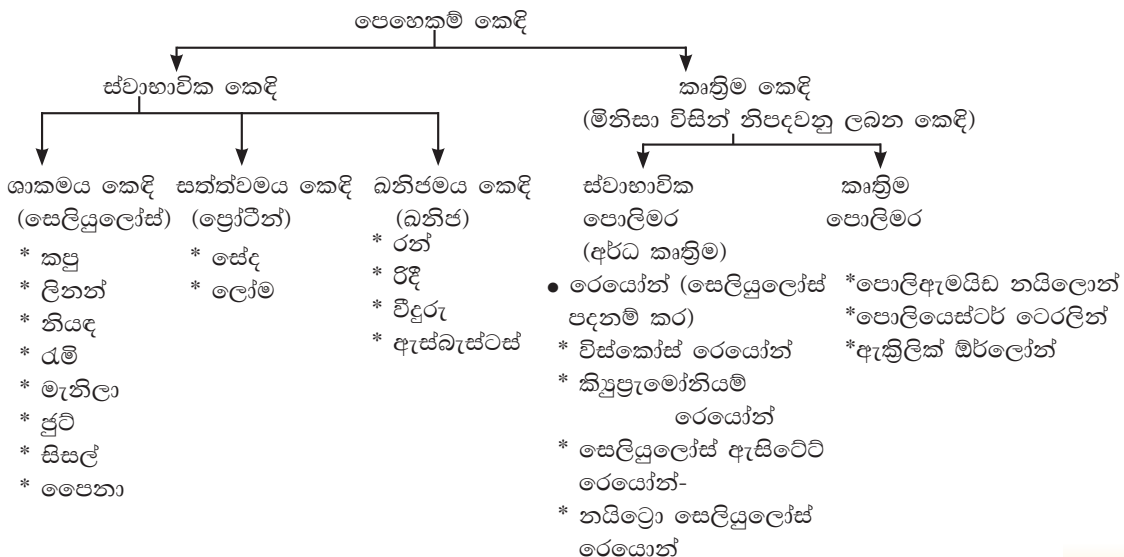 පෙහෙකම් කෙඳි
ස්වාභාවික කෙඳි
කෘත්‍රිම කෙඳි
(මිනිසා විසින් නිපදවනු ලබන කෙඳි)
ශාකමය කෙඳි
(සෙලියුලෝස්)
* කපු
* ලිනන්
* නියඳ
* රැමි
* මැනිලා
* ජුට්
* සිසල්
* පෛනා
සත්ත්වමය කෙඳි
(ප්‍රෝටීන්)
* සේද
* ලෝම
ඛනිජමය කෙඳි
(ඛනිජ)
* රන්
* රිදී
* වීදුරු
* ඇස්බැස්ටස්
ස්වාභාවික
පොලිමර
(අර්ධ කෘත්‍රිම)
● රෙයෝන් (සෙලියුලෝස්
පදනම් කර)
* විස්කෝස් රෙයෝන්
* කියුප්‍රැමෝනියම්
රෙයෝන්
* සෙලියුලෝස් ඇසිටේට්
රෙයෝන්-
* නයිට්‍රො සෙලියුලෝස්
රෙයොන්
කෘත්‍රිම
පොලිමර
*පොලිඇමයිඩ නයිලොන්
*පොලියෙස්ටර් ටෙරලින්
*ඇක්‍රිලික් ඕර්ලෝන්